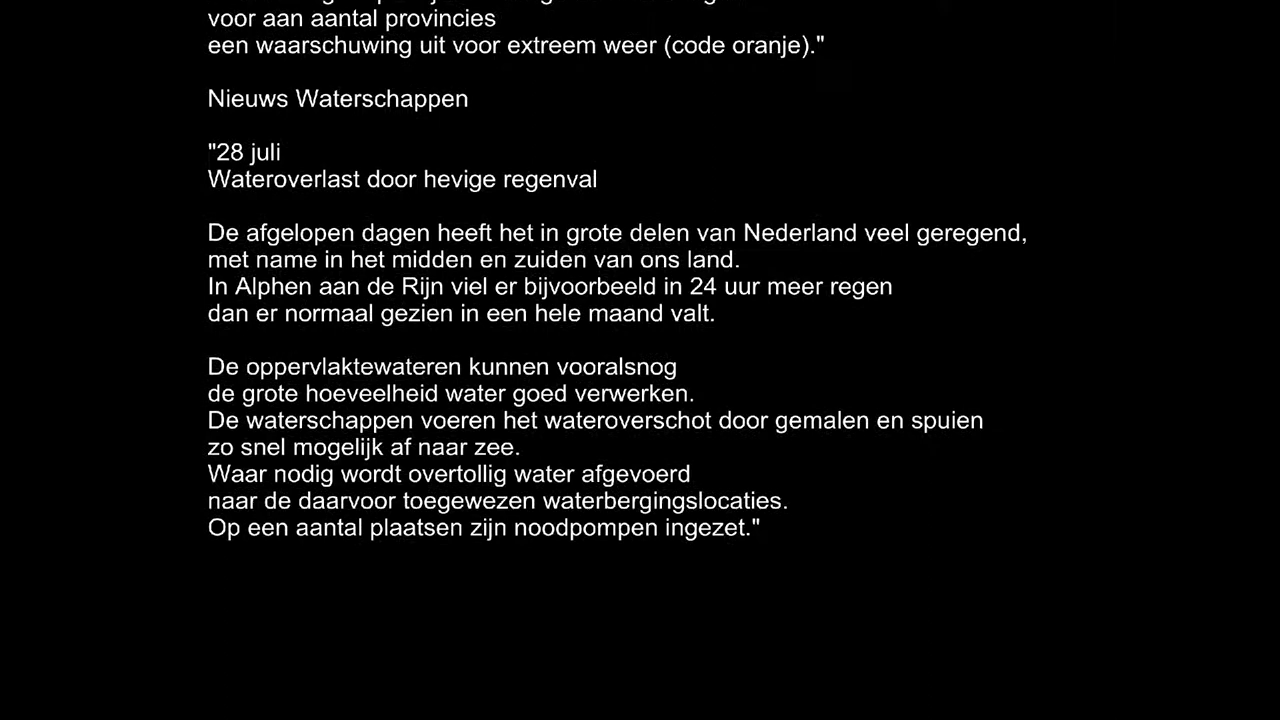 voor aan aantal provincies
een waarschuwing uit voor extreem weer (code oranje)."
Nieuws Waterschappen
"28 juli
Wateroverlast door hevige regenval
De afgelopen dagen heeft het in grote delen van Nederland veel geregend,
met name in het midden en zuiden van ons land.
In Alphen aan de Rijn viel er bijvoorbeeld in 24 uur meer regen
dan er normaal gezien in een hele maand valt.
De oppervlaktewateren kunnen vooralsnog
de grote hoeveelheid water goed verwerken.
De waterschappen voeren het wateroverschot door gemalen en spuien
zo snel mogelijk af naar zee.
Waar nodig wordt overtollig water afgevoerd
naar de daarvoor toegewezen waterbergingslocaties.
Op een aantal plaatsen zijn noodpompen ingezet."